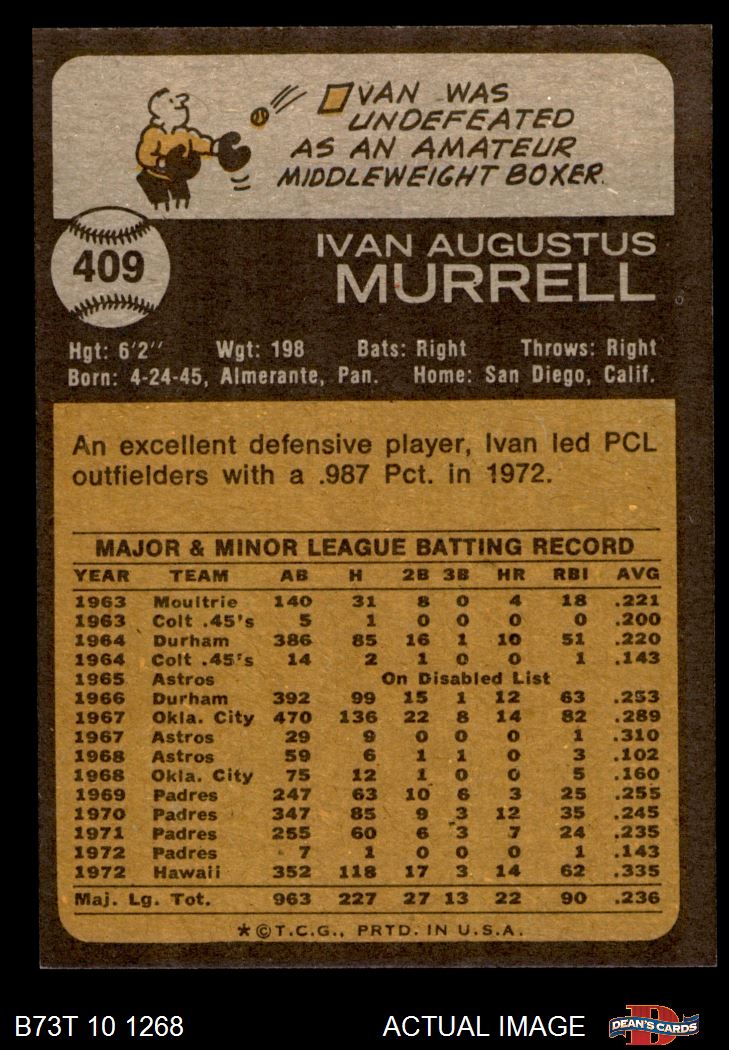 IVAN WAS
UNDEFEATED
AS AN AMATEUR
MIDDLEWEIGHT BOXER.
409
IVAN AUGUSTUS
MURRELL
Hgt: 6'2'' Wgt: 198 Bats: Right Throws: Right
Born: 4-24-45, Almerante, Pan. Home: San Diego, Calif.
An excellent defensive player, Ivan led PCL
outfielders with a .987 Pct. in 1972.
MAJOR & MINOR LEAGUE BATTING RECORD
YEAR TEAM AB H 2B 3B HR RBI AVG
1963 Moultrie 140 31 8 0 4 18 .221
1963 Colt .45's 5 1 0 0 0 0 .200
1964 Durham 386 85 16 1 10 51 .220
1964 Colt .45's 14 2 1 0 0 1 .143
1965 Astros On Disabled List
1966 Durham 392 99 15 1 12 63 .253
1967 Okla. City 470 136 22 8 14 82 .289
1967 Astros 29 9 0 0 0 1 .310
1968 Astros 59 6 1 1 0 3 .102
1968 Okla. City 75 12 1 0 0 5 .160
1969 Padres 247 63 10 6 3 25 .255
1970 Padres 347 85 9 3 12 35 .245
1971 Padres 255 60 6 3 7 24 .235
1972 Padres 7 1 0 0 0 1 .143
1972 Hawaii 352 118 17 3 14 62 .335
Maj. Lg. Tot. 963 227 27 13 22 90 .236
*©T.C.G., PRTD. IN U.S.A.
B73T 10 1268 ACTUAL IMAGE D DEAN'S CARDS